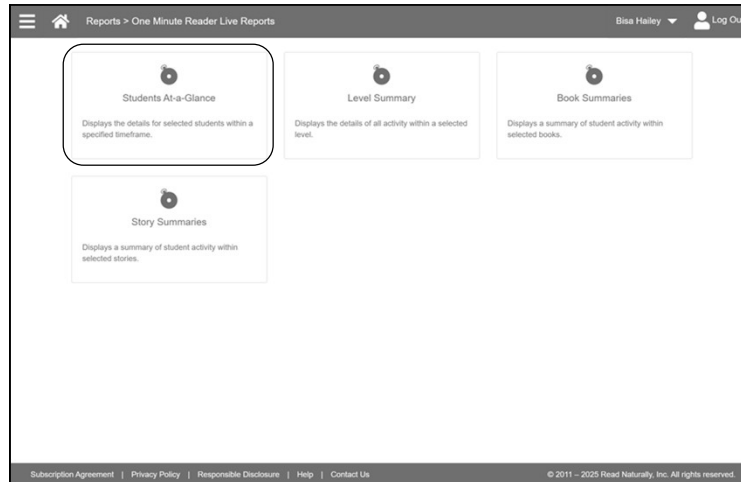 Reports > One Minute Reader Live Reports
Bisa Hailey
Log Ou
Students At-a-Glance
Displays the details for selected students within a
specified timeframe.
Level Summary
Displays the details of all activity within a selected
level.
Book Summaries
Displays a summary of student activity within
selected books.
Story Summaries
Displays a summary of student activity within
selected stories.
Subscription Agreement | Privacy Policy | Responsible Disclosure | Help | Contact Us
© 2011 – 2025 Read Naturally, Inc. All rights reserved.